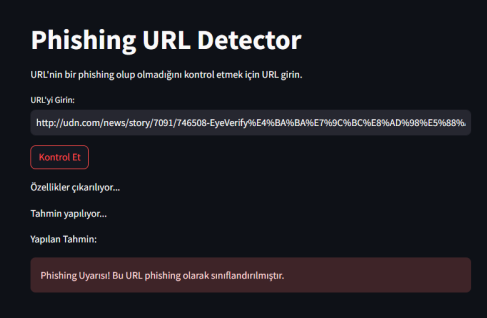 Phishing URL Detector
URL'nin bir phishing olup olmadığını kontrol etmek için URL girin.
URL'yi Girin:
http://udn.com/news/story/7091/746508-EyeVerify%E4%BA%BA%E7%9C%BC%E8%AD%98%E5%88%
Kontrol Et
Özellikler çıkarılıyor...
Tahmin yapılıyor...
Yapılan Tahmin:
Phishing Uyarısı! Bu URL phishing olarak sınıflandırılmıştır.